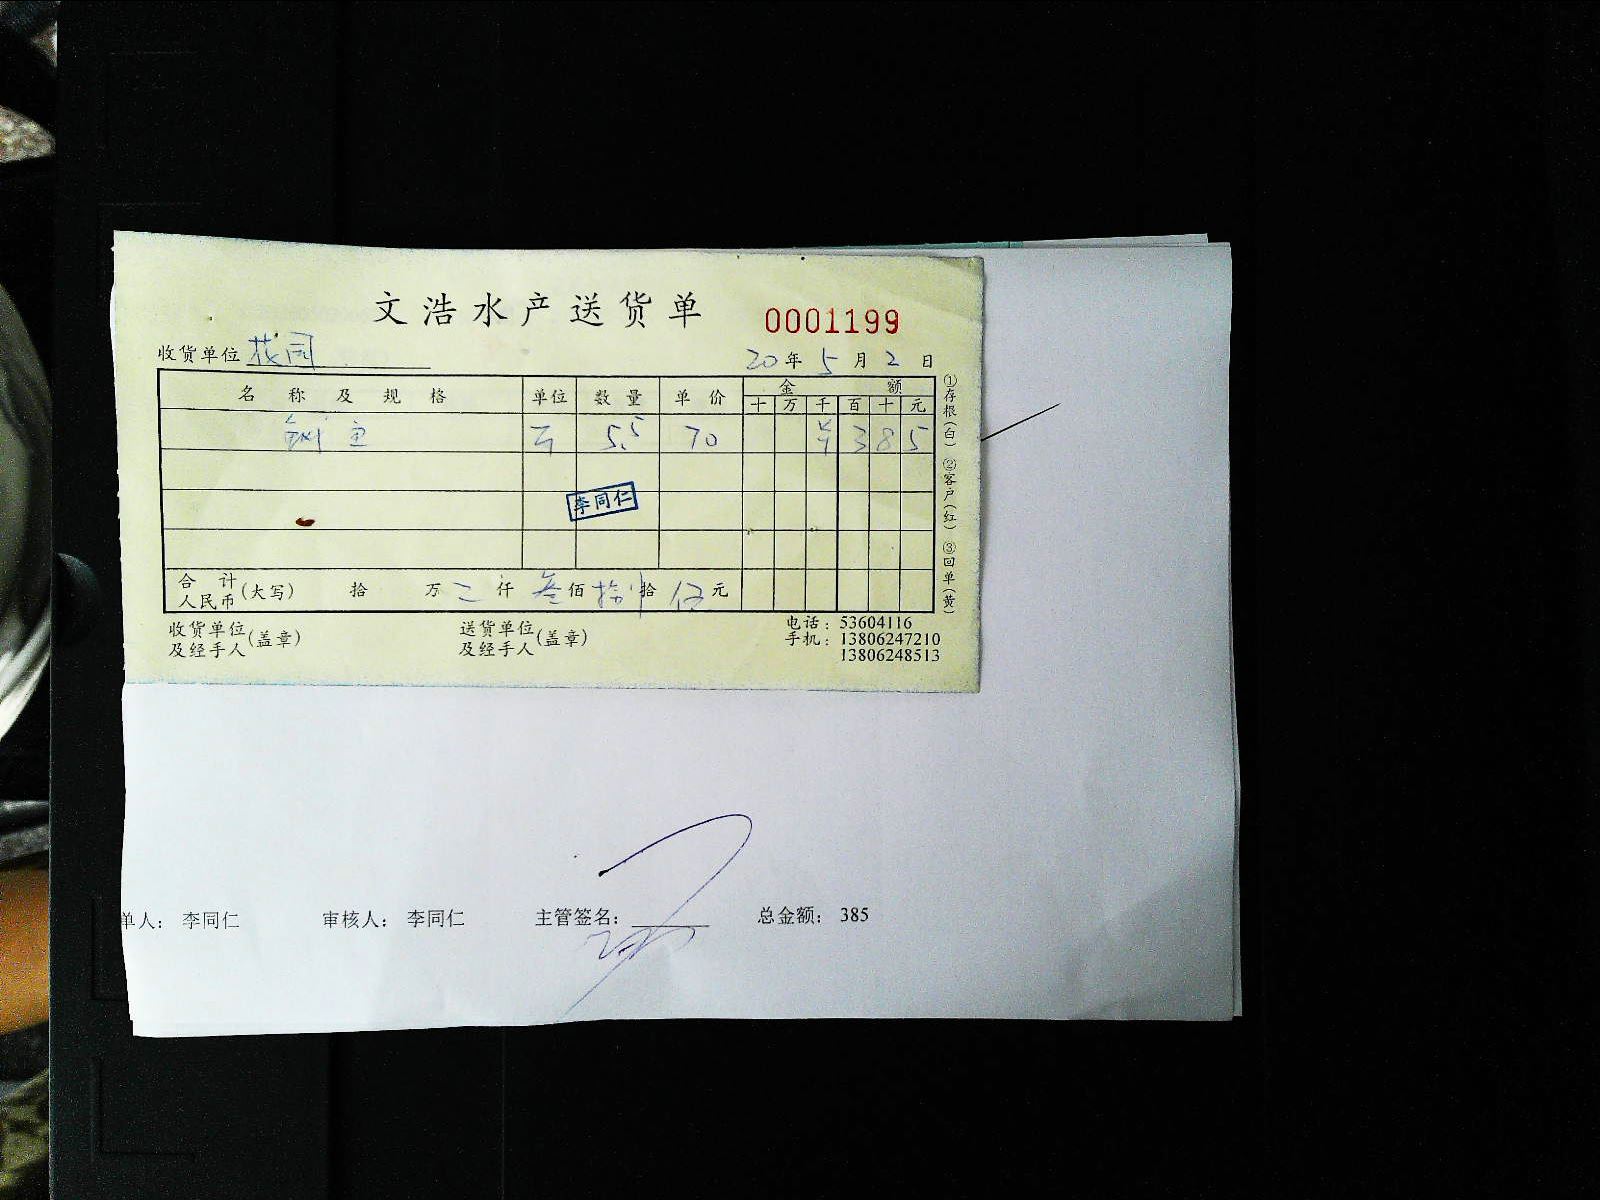 文浩水产送货单 0001199
收货单位 20年5月2日
名称及规格 单位 数量 单价 金额
十 万 千 百 十 元
5.5 70 ¥ 3 8 5
李同仁
合计人民币(大写) 拾 万 仟 叁佰 拾 伍元
收货单位及经手人(盖章) 送货单位及经手人(盖章)
电话：53604116
手机：13806247210
13806248513
①存根(白) ②客户(红) ③回单(黄)
单人： 李同仁 审核人： 李同仁 主管签名： 总金额： 385